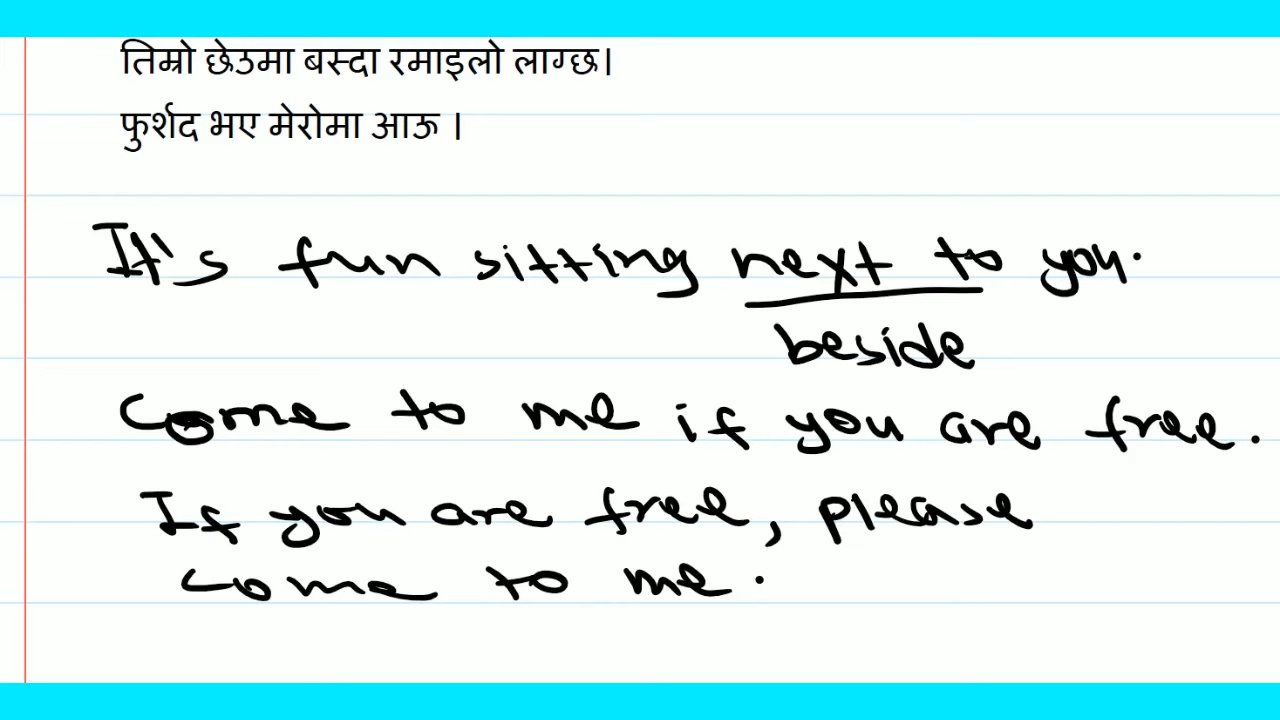 तिम्रो छेउमा बस्दा रमाइलो लाग्छ।
फुर्शद भए मेरोमा आऊ ।
It's fun sitting next to you.
beside
Come to me if you are free.
If you are free, please
come to me.